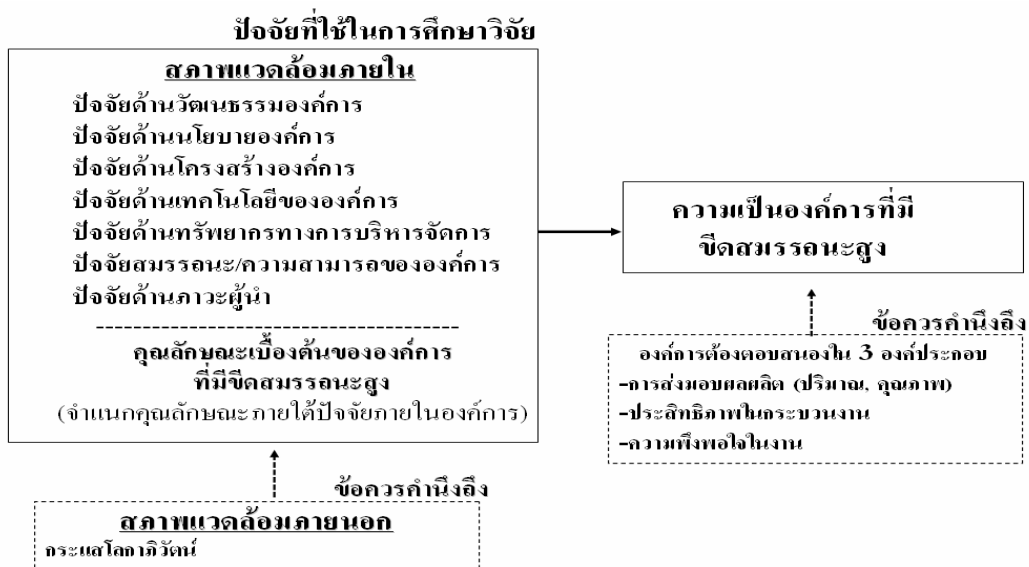 ปัจจัยที่ใช้ในการศึกษาวิจัย
สภาพแวดล้อมภายใน
ปัจจัยด้านวัฒนธรรมองค์การ
ปัจจัยด้านนโยบายองค์การ
ปัจจัยด้านโครงสร้างองค์การ
ปัจจัยด้านเทคโนโลยีขององค์การ
ปัจจัยด้านทรัพยากรทางการบริหารจัดการ
ปัจจัยสมรรถนะ/ความสามารถขององค์การ
ปัจจัยด้านภาวะผู้นำ
คุณลักษณะเบื้องต้นขององค์การ
ที่มีขีดสมรรถนะสูง
(จำแนกคุณลักษณะภายใต้ปัจจัยภายในองค์การ)
ข้อควรคำนึงถึง
สภาพแวดล้อมภายนอก
กระแสโลกาภิวัตน์
ความเป็นองค์การที่มี
ขีดสมรรถนะสูง
ข้อควรคำนึงถึง
องค์การต้องตอบสนองใน 3 องค์ประกอบ
-การส่งมอบผลผลิต (ปริมาณ, คุณภาพ)
-ประสิทธิภาพในกระบวนงาน
-ความพึงพอใจในงาน